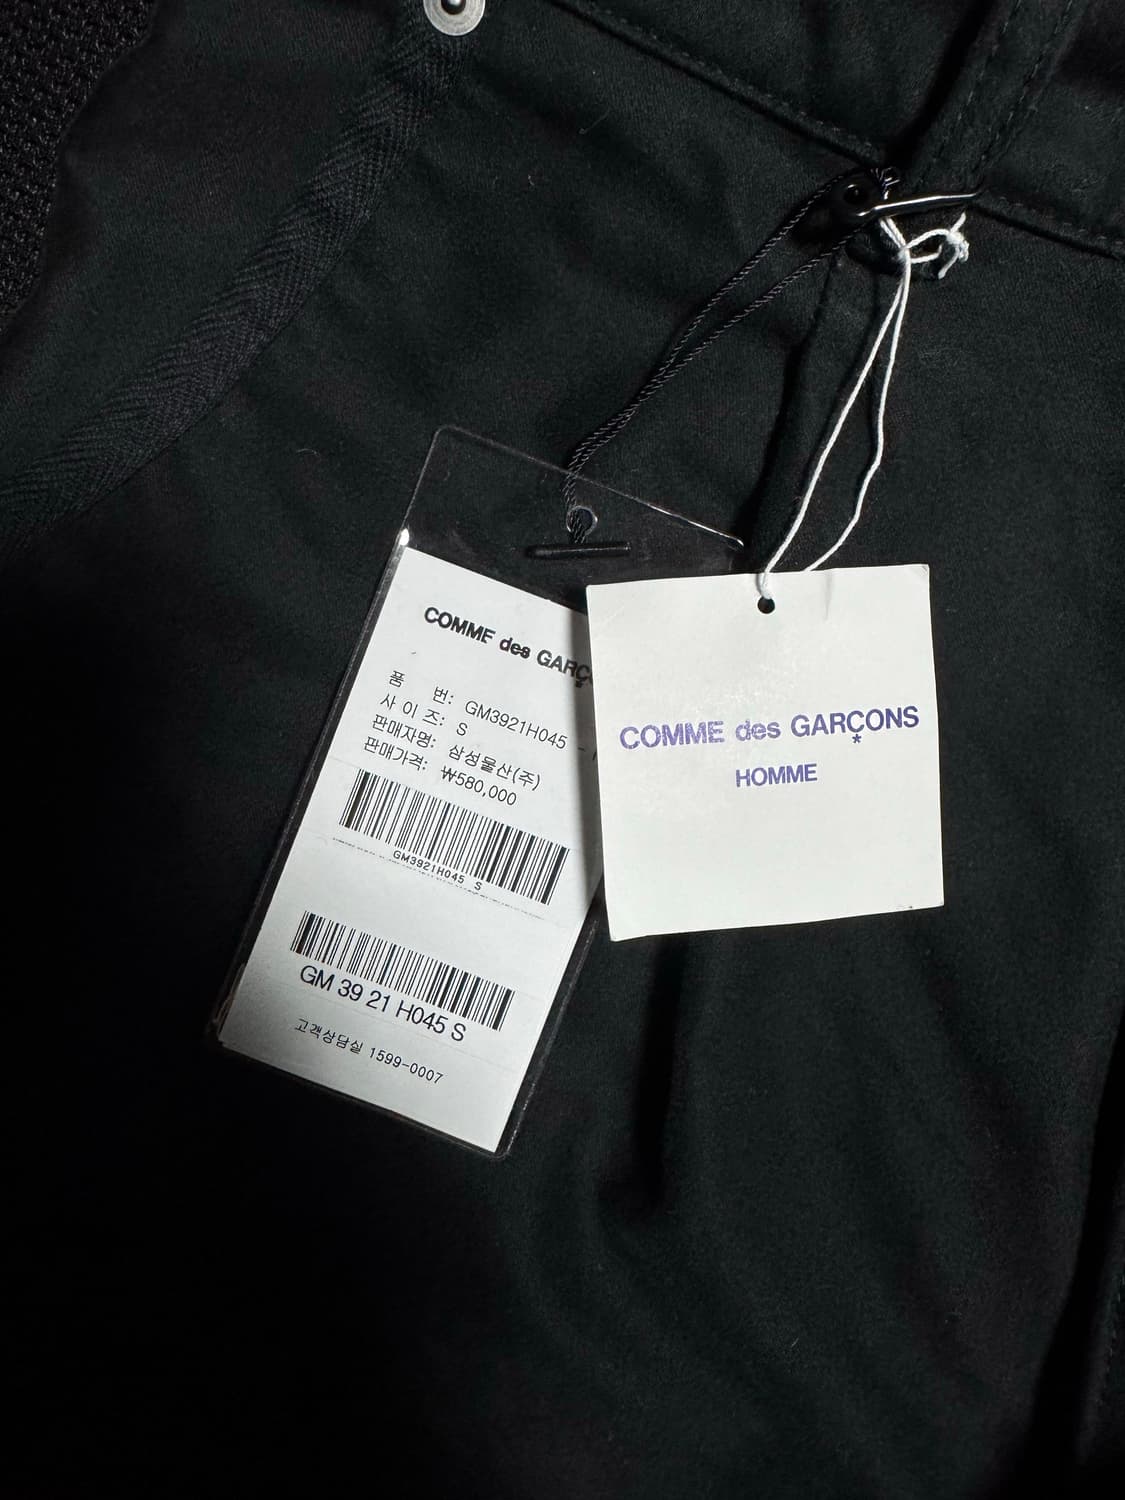 COMME des GARÇ
품 번: GM3921H045 -
사 이 즈: S
판매자명: 삼성물산(주)
판매가격: ₩580,000
GM3921H045 S
GM 39 21 H045 S
고객상담실 1599-0007
COMME des GARÇONS
HOMME